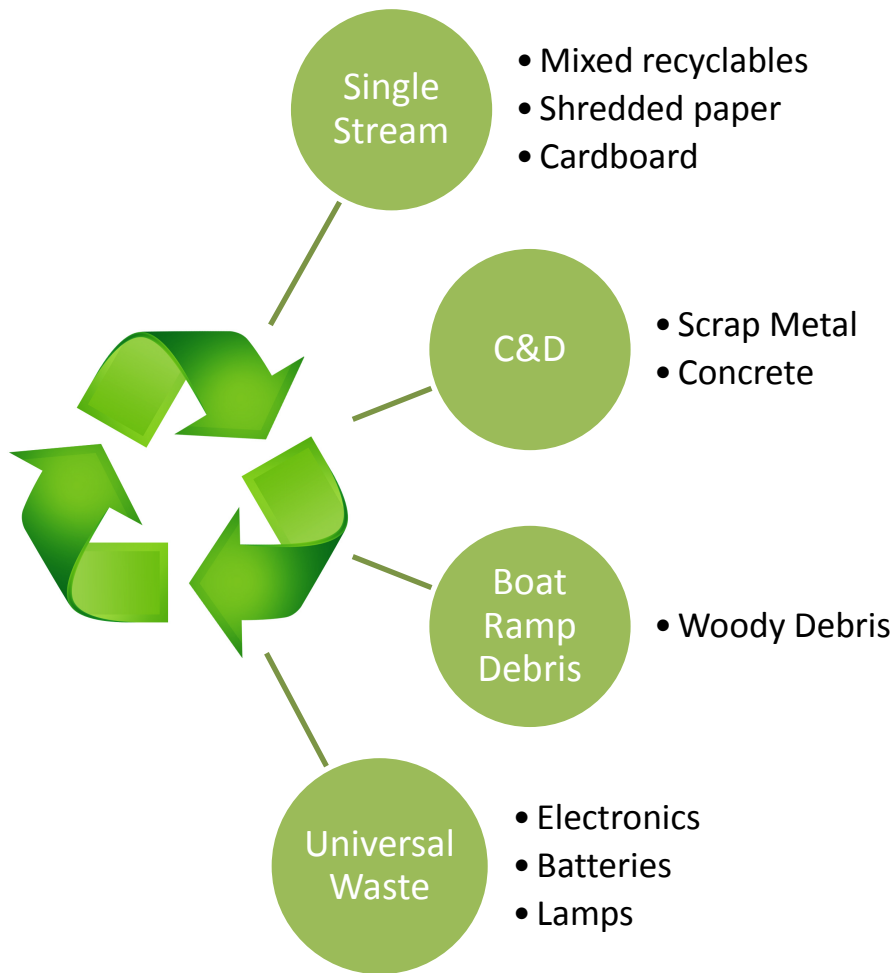 Single
Stream
• Mixed recyclables
• Shredded paper
• Cardboard
C&D
• Scrap Metal
• Concrete
Boat
Ramp
Debris
• Woody Debris
Universal
Waste
• Electronics
• Batteries
• Lamps